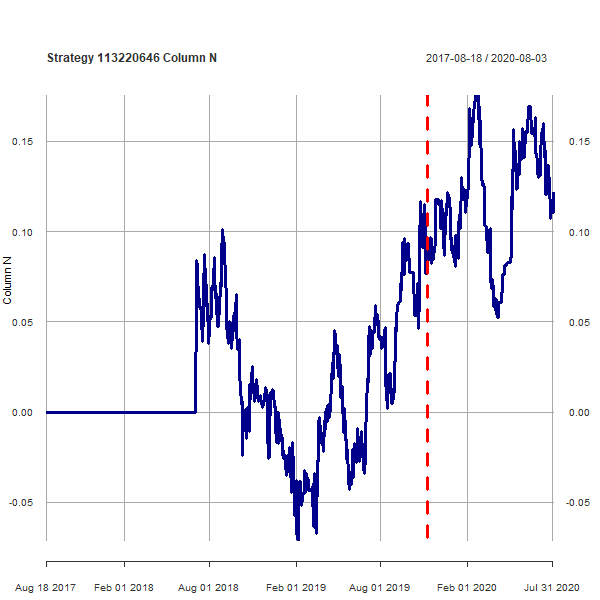 Strategy 113220646 Column N
2017-08-18 / 2020-08-03
Column N
0.15
0.10
0.05
0.00
-0.05
0.15
0.10
0.05
0.00
-0.05
Aug 18 2017
Feb 01 2018
Aug 01 2018
Feb 01 2019
Aug 01 2019
Feb 01 2020
Jul 31 2020